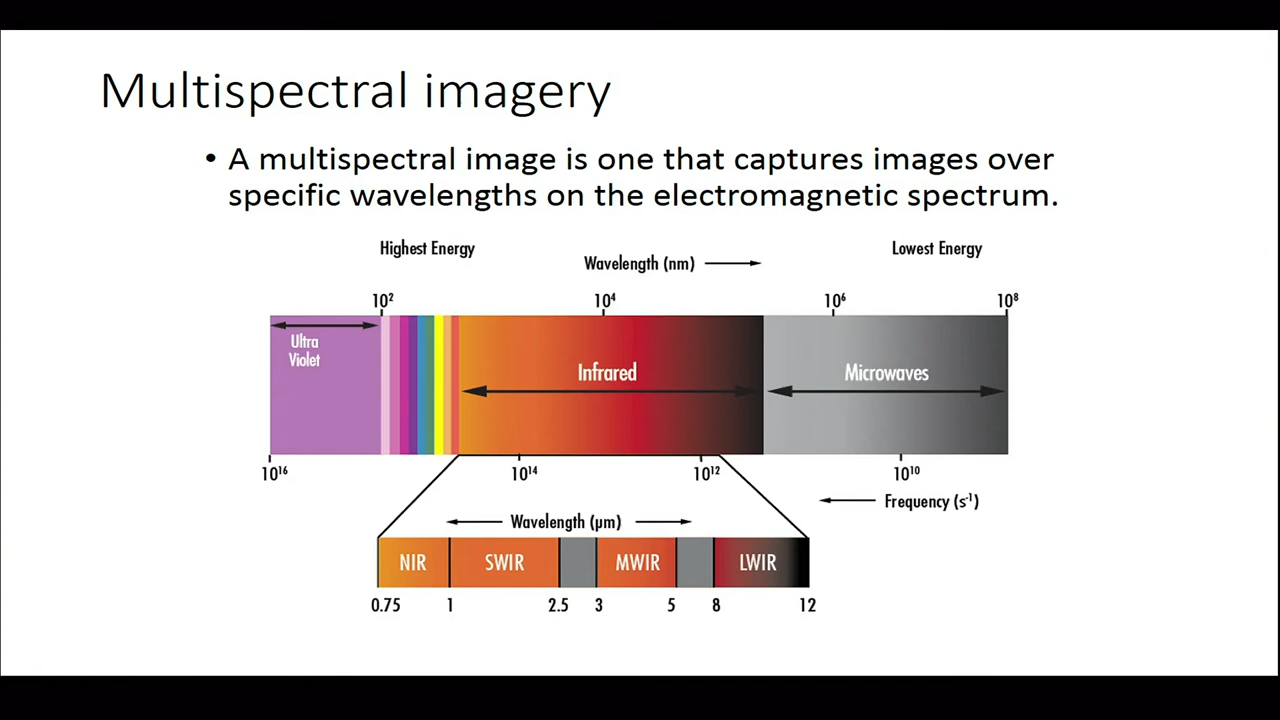 Multispectral imagery
• A multispectral image is one that captures images over
specific wavelengths on the electromagnetic spectrum.
Highest Energy
Wavelength (nm)
Lowest Energy
10² 10⁴ 10⁶ 10⁸
Ultra
Violet
Infrared
Microwaves
10¹⁶ 10¹⁴ 10¹² 10¹⁰
Frequency (s⁻¹)
Wavelength (µm)
NIR SWIR MWIR LWIR
0.75 1 2.5 3 5 8 12